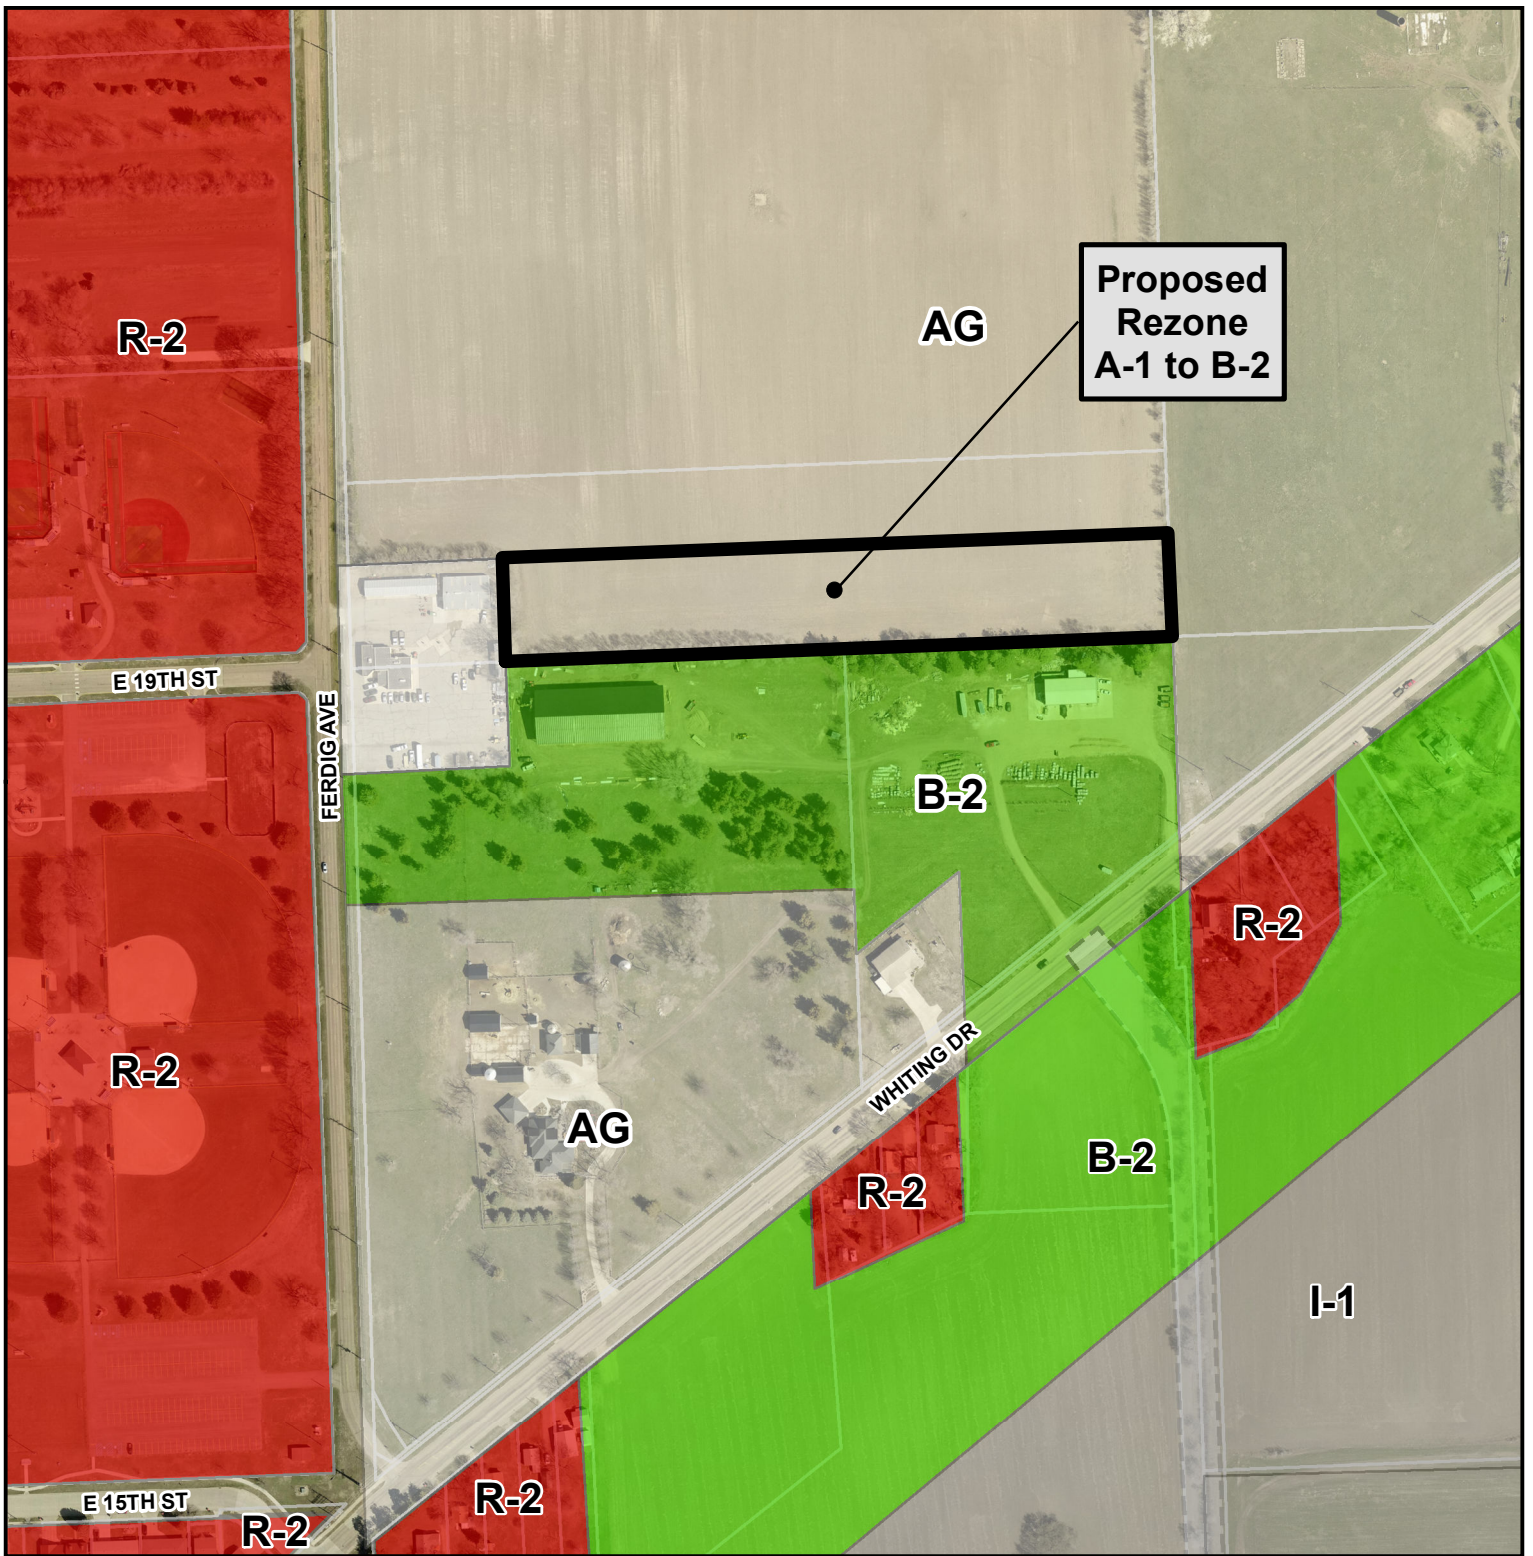 Proposed
Rezone
A-1 to B-2
AG
R-2
E 19TH ST
FERDIG AVE
B-2
R-2
R-2
WHITING DR
AG
B-2
R-2
I-1
R-2
E 15TH ST
R-2